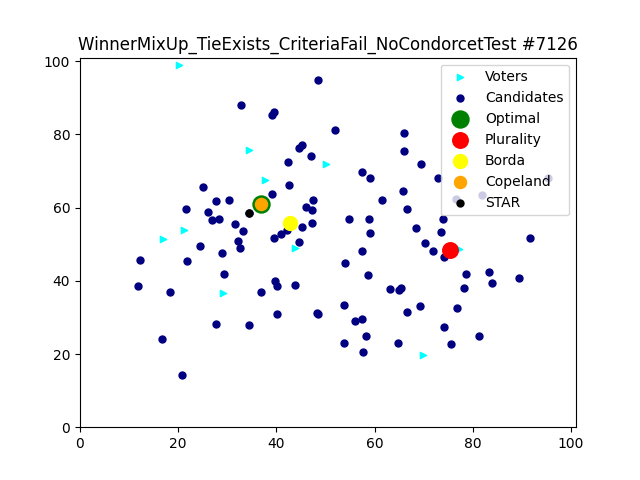 WinnerMixUp_TieExists_CriteriaFail_NoCondorcetTest #7126
Voters
Candidates
Optimal
Plurality
Borda
Copeland
STAR
100
80
60
40
20
0
0 20 40 60 80 100